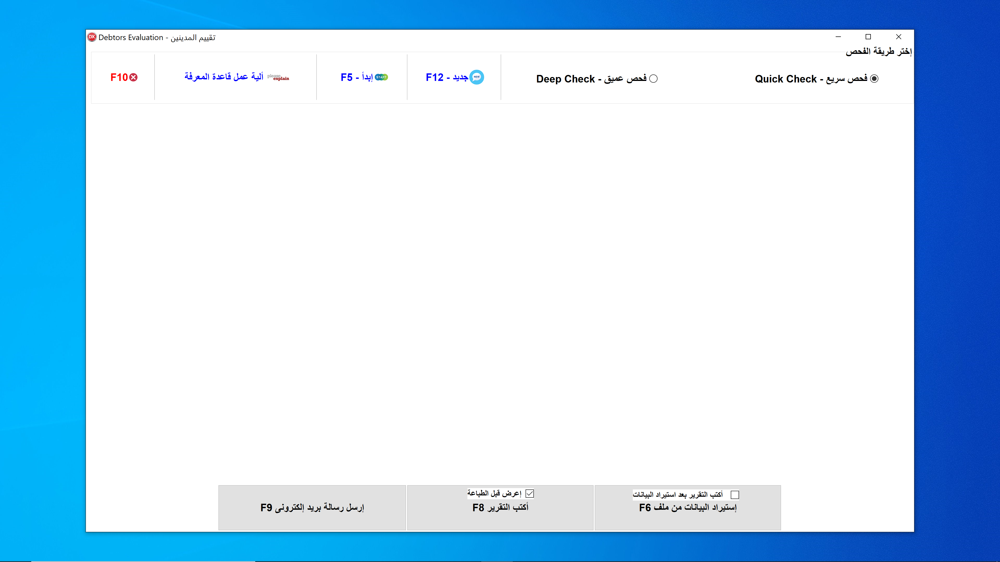 Debtors Evaluation - تقييم المدينين
إختر طريقة الفحص
فحص سريع - Quick Check
فحص عميق - Deep Check
NEW
جديد - F12
START
إبدأ - F5
please explain
ألية عمل قاعدة المعرفة
F10
أكتب التقرير بعد استيراد البيانات
إستيراد البيانات من ملف F6
إعرض قبل الطباعة
أكتب التقرير F8
إرسل رسالة بريد إلكترونى F9